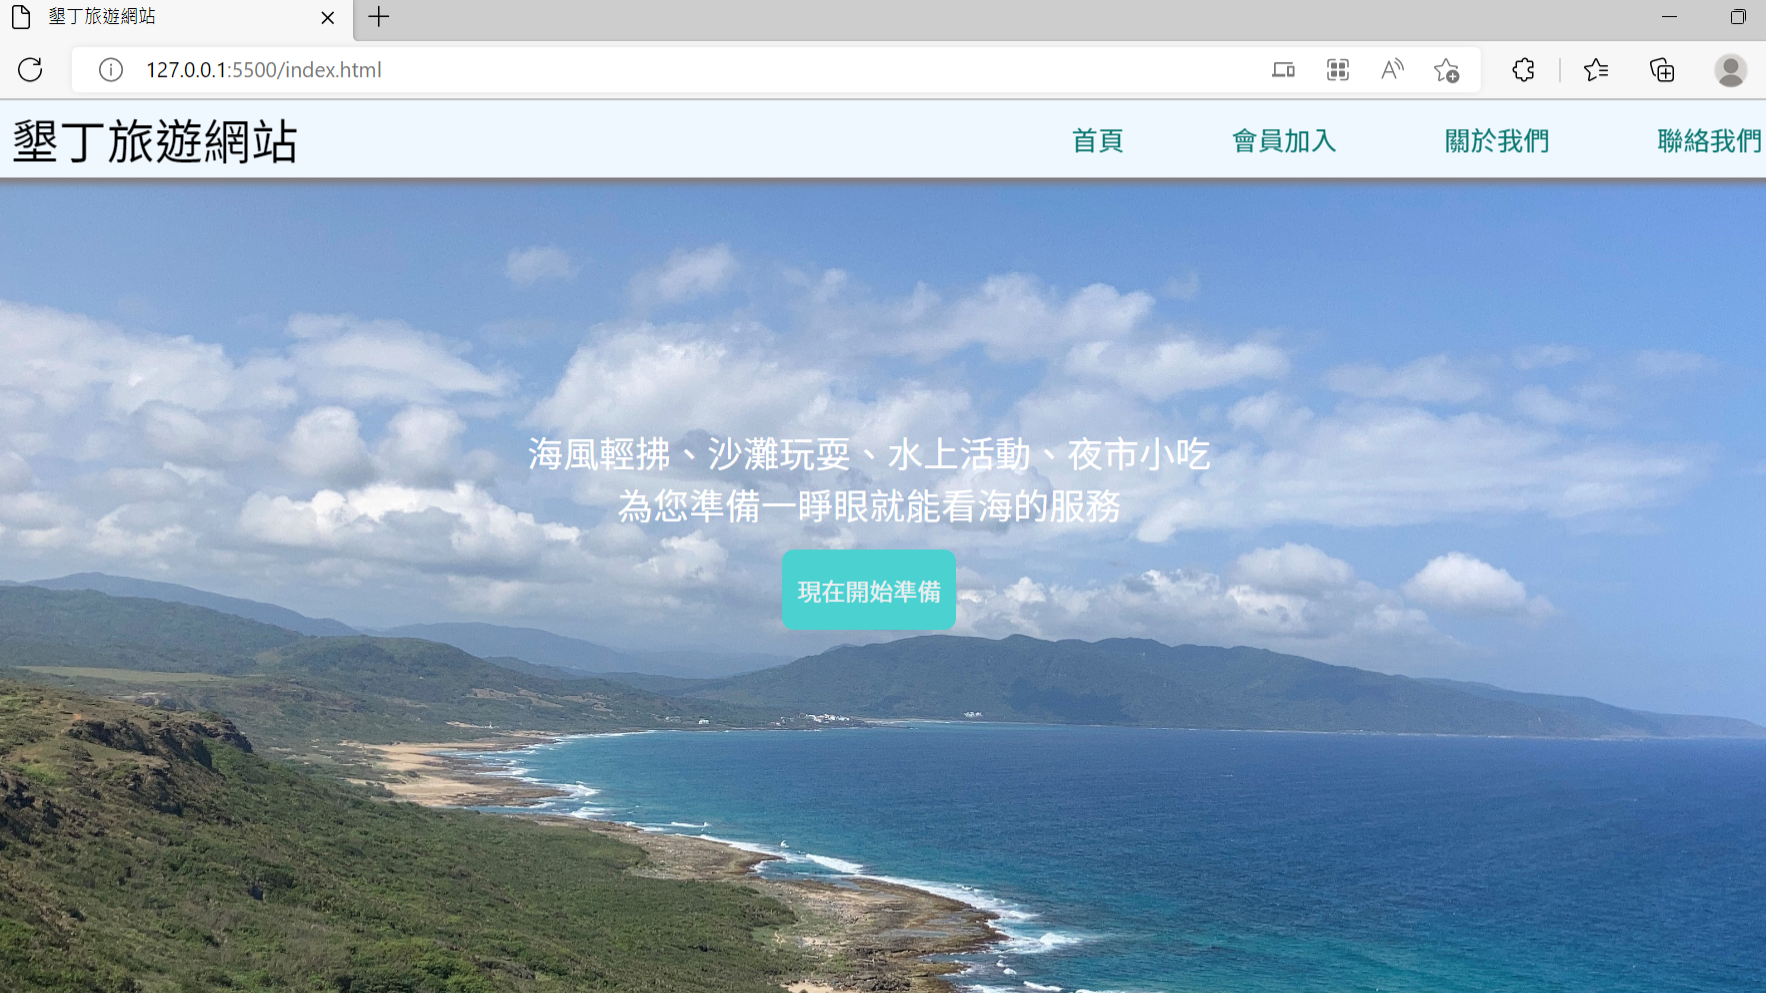 墾丁旅遊網站
127.0.0.1:5500/index.html
墾丁旅遊網站 首頁 會員加入 關於我們 聯絡我們
海風輕拂、沙灘玩耍、水上活動、夜市小吃
為您準備一睜眼就能看海的服務
現在開始準備